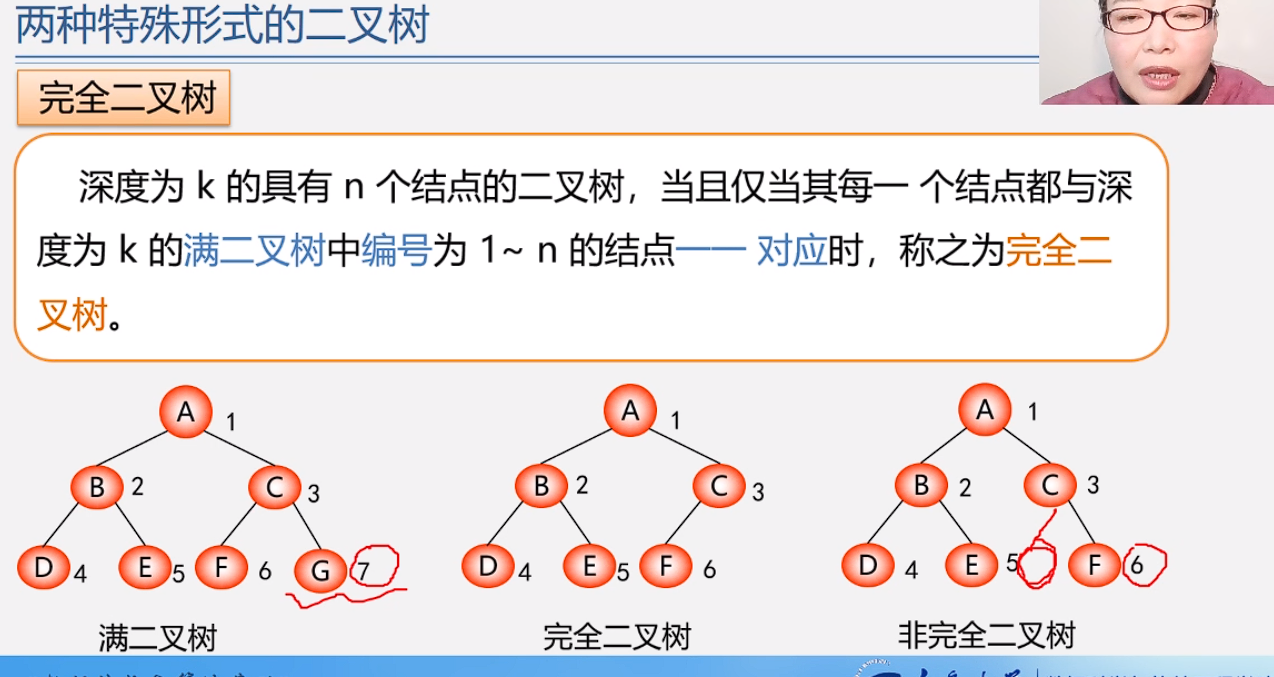 两种特殊形式的二叉树
完全二叉树
深度为 k 的具有 n 个结点的二叉树，当且仅当其每一 个结点都与深
度为 k 的满二叉树中编号为 1~ n 的结点一一 对应时，称之为完全二
叉树。
A 1
B 2 C 3
D 4 E 5 F 6 G 7
满二叉树
A 1
B 2 C 3
D 4 E 5 F 6
完全二叉树
A 1
B 2 C 3
D 4 E 5 F 6
非完全二叉树